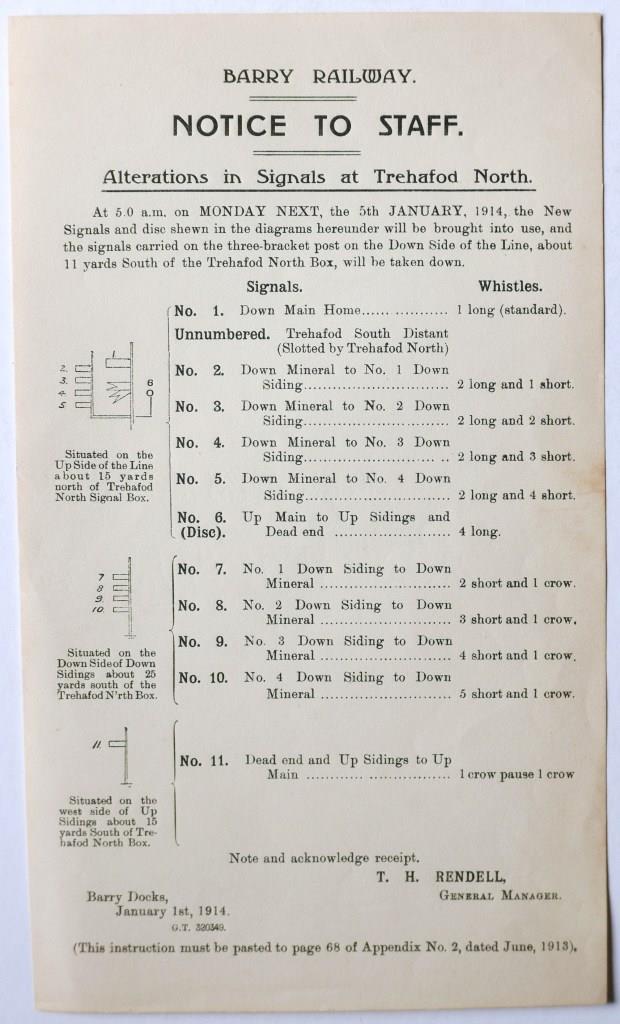 BARRY RAILWAY.
NOTICE TO STAFF.
Alterations in Signals at Trehafod North.
At 5.0 a.m. on MONDAY NEXT, the 5th JANUARY, 1914, the New
Signals and disc shewn in the diagrams hereunder will be brought into use, and
the signals carried on the three-bracket post on the Down Side of the Line, about
11 yards South of the Trehafod North Box, will be taken down.
Signals. Whistles.
No. 1. Down Main Home...... .............. 1 long (standard).
Unnumbered. Trehafod South Distant
(Slotted by Trehafod North)
No. 2. Down Mineral to No. 1 Down
Siding............................. 2 long and 1 short.
No. 3. Down Mineral to No. 2 Down
Siding............................. 2 long and 2 short.
No. 4. Down Mineral to No. 3 Down
Siding.......................... .. 2 long and 3 short.
No. 5. Down Mineral to No. 4 Down
Siding............................. 2 long and 4 short.
No. 6. Up Main to Up Sidings and
(Disc). Dead end ....................... 4 long.
1
2.
3.
4.
5
6
Situated on the
Up Side of the Line
about 15 yards
north of Trehafod
North Signal Box.
No. 7. No. 1 Down Siding to Down
Mineral .......................... 2 short and 1 crow.
No. 8. No. 2 Down Siding to Down
Mineral .......................... 3 short and 1 crow.
No. 9. No. 3 Down Siding to Down
Mineral .......................... 4 short and 1 crow.
No. 10. No. 4 Down Siding to Down
Mineral .......................... 5 short and 1 crow.
7
8
9.
10.
Situated on the
Down Side of Down
Sidings about 25
yards south of the
Trehafod N'rth Box.
No. 11. Dead end and Up Sidings to Up
Main ............ ................ 1 crow pause 1 crow
11.
Situated on the
west side of Up
Sidings about 15
yards South of Tre-
hafod North Box.
Note and acknowledge receipt.
T. H. RENDELL,
GENERAL MANAGER.
Barry Docks,
January 1st, 1914.
G.T. 320349.
(This instruction must be pasted to page 68 of Appendix No. 2, dated June, 1913).